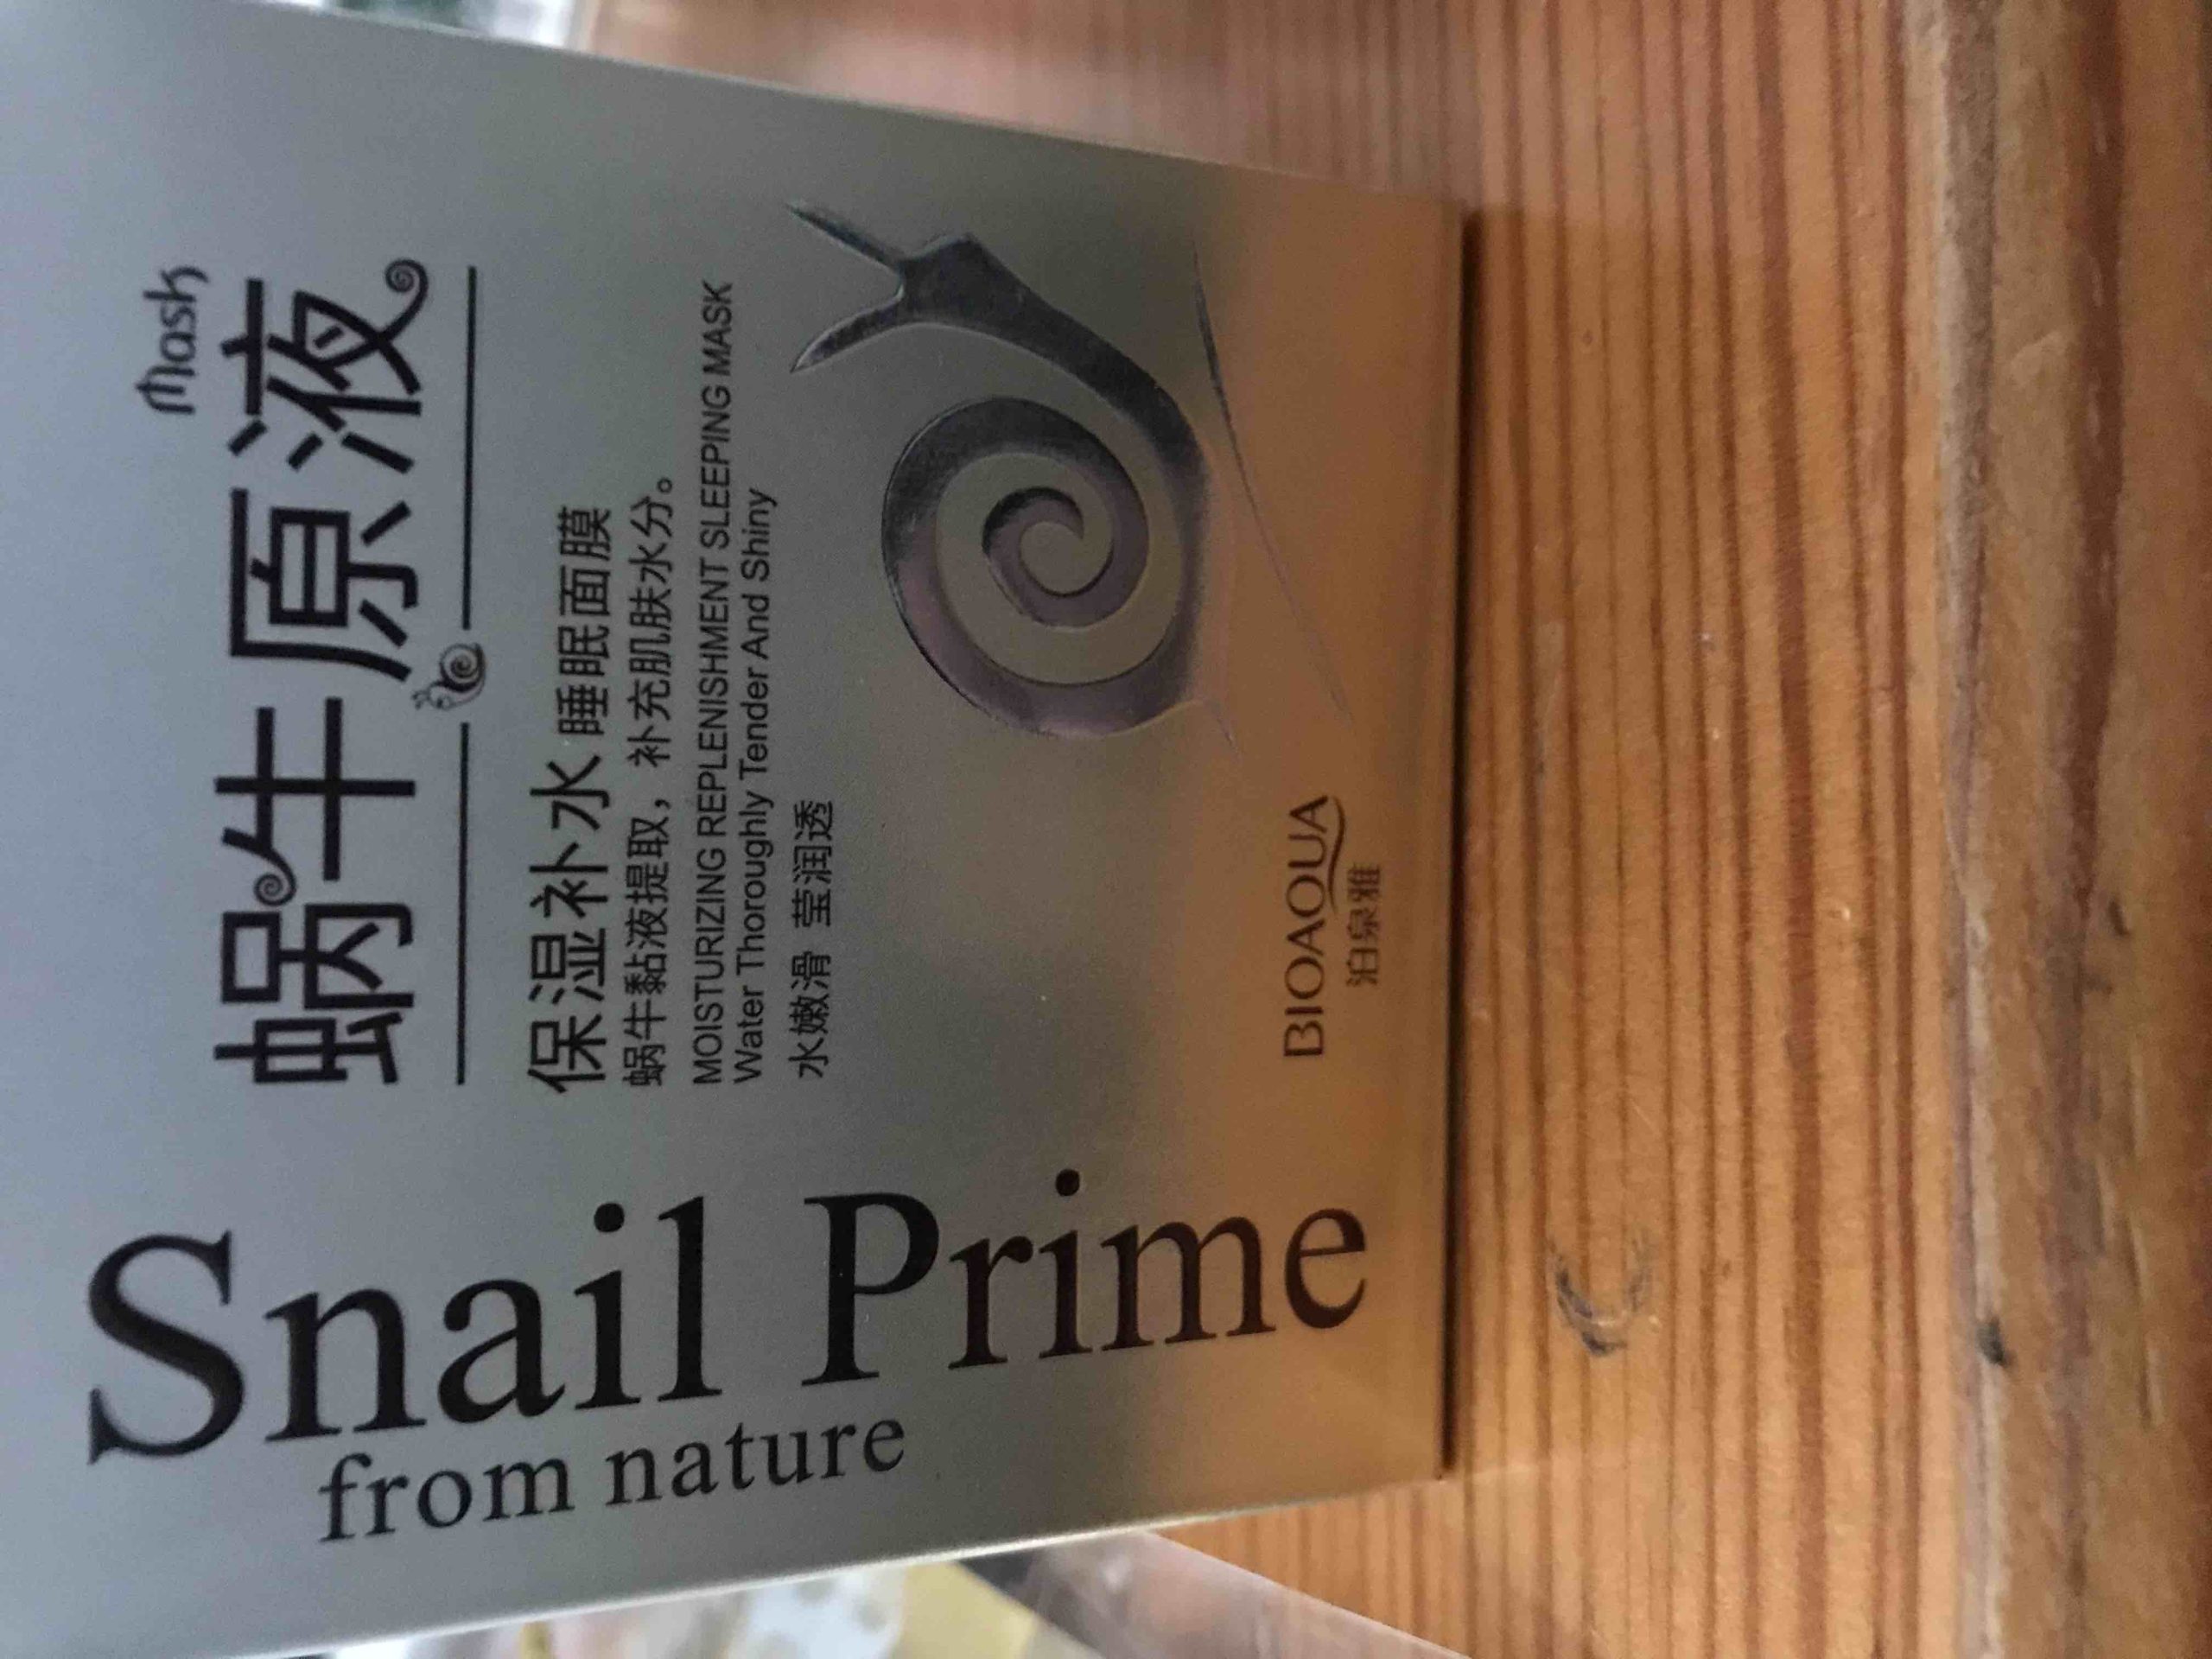 Snail Prime
from nature
Mask
蜗牛原液
保湿补水 睡眠面膜
蜗牛黏液提取，补充肌肤水分。
MOISTURIZING REPLENISHMENT SLEEPING MASK
Water Thoroughly Tender And Shiny
水嫩滑 莹润透
BIOAQUA
泊泉雅